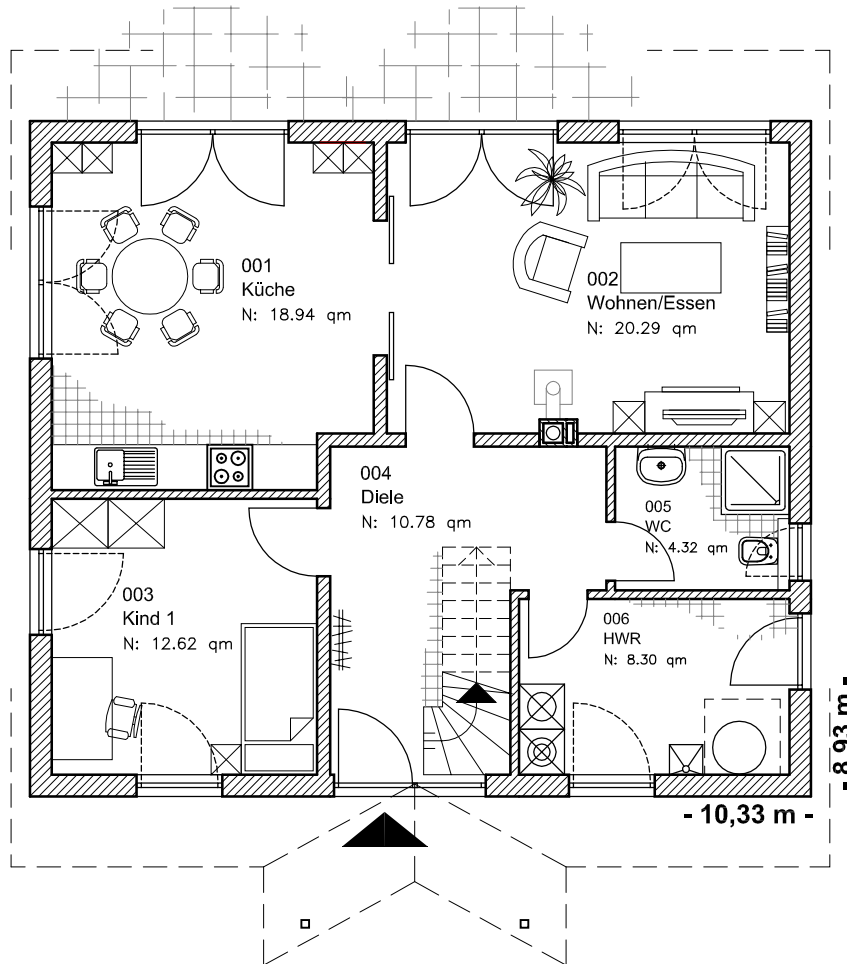 001
Küche
N: 18.94 qm
002
Wohnen/Essen
N: 20.29 qm
004
Diele
N: 10.78 qm
005
WC
N: 4.32 qm
003
Kind 1
N: 12.62 qm
006
HWR
N: 8.30 qm
- 8,93 m -
- 10,33 m -